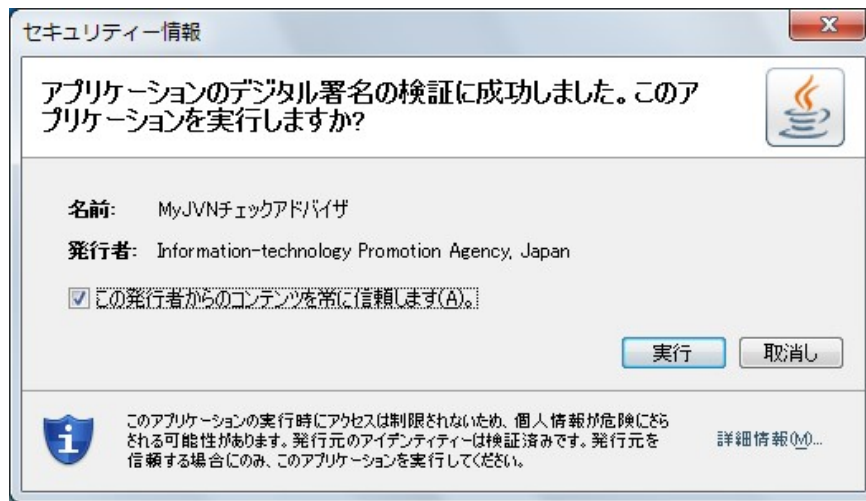 セキュリティー情報
アプリケーションのデジタル署名の検証に成功しました。このア
プリケーションを実行しますか?
名前: MyJVNチェックアドバイザ
発行者: Information-technology Promotion Agency, Japan
この発行者からのコンテンツを常に信頼します(A)。
実行 取消し
このアプリケーションの実行時にアクセスは制限されないため、個人情報が危険にさら
される可能性があります。発行元のアイデンティティーは検証済みです。発行元を
信頼する場合にのみ、このアプリケーションを実行してください。
詳細情報(M)...